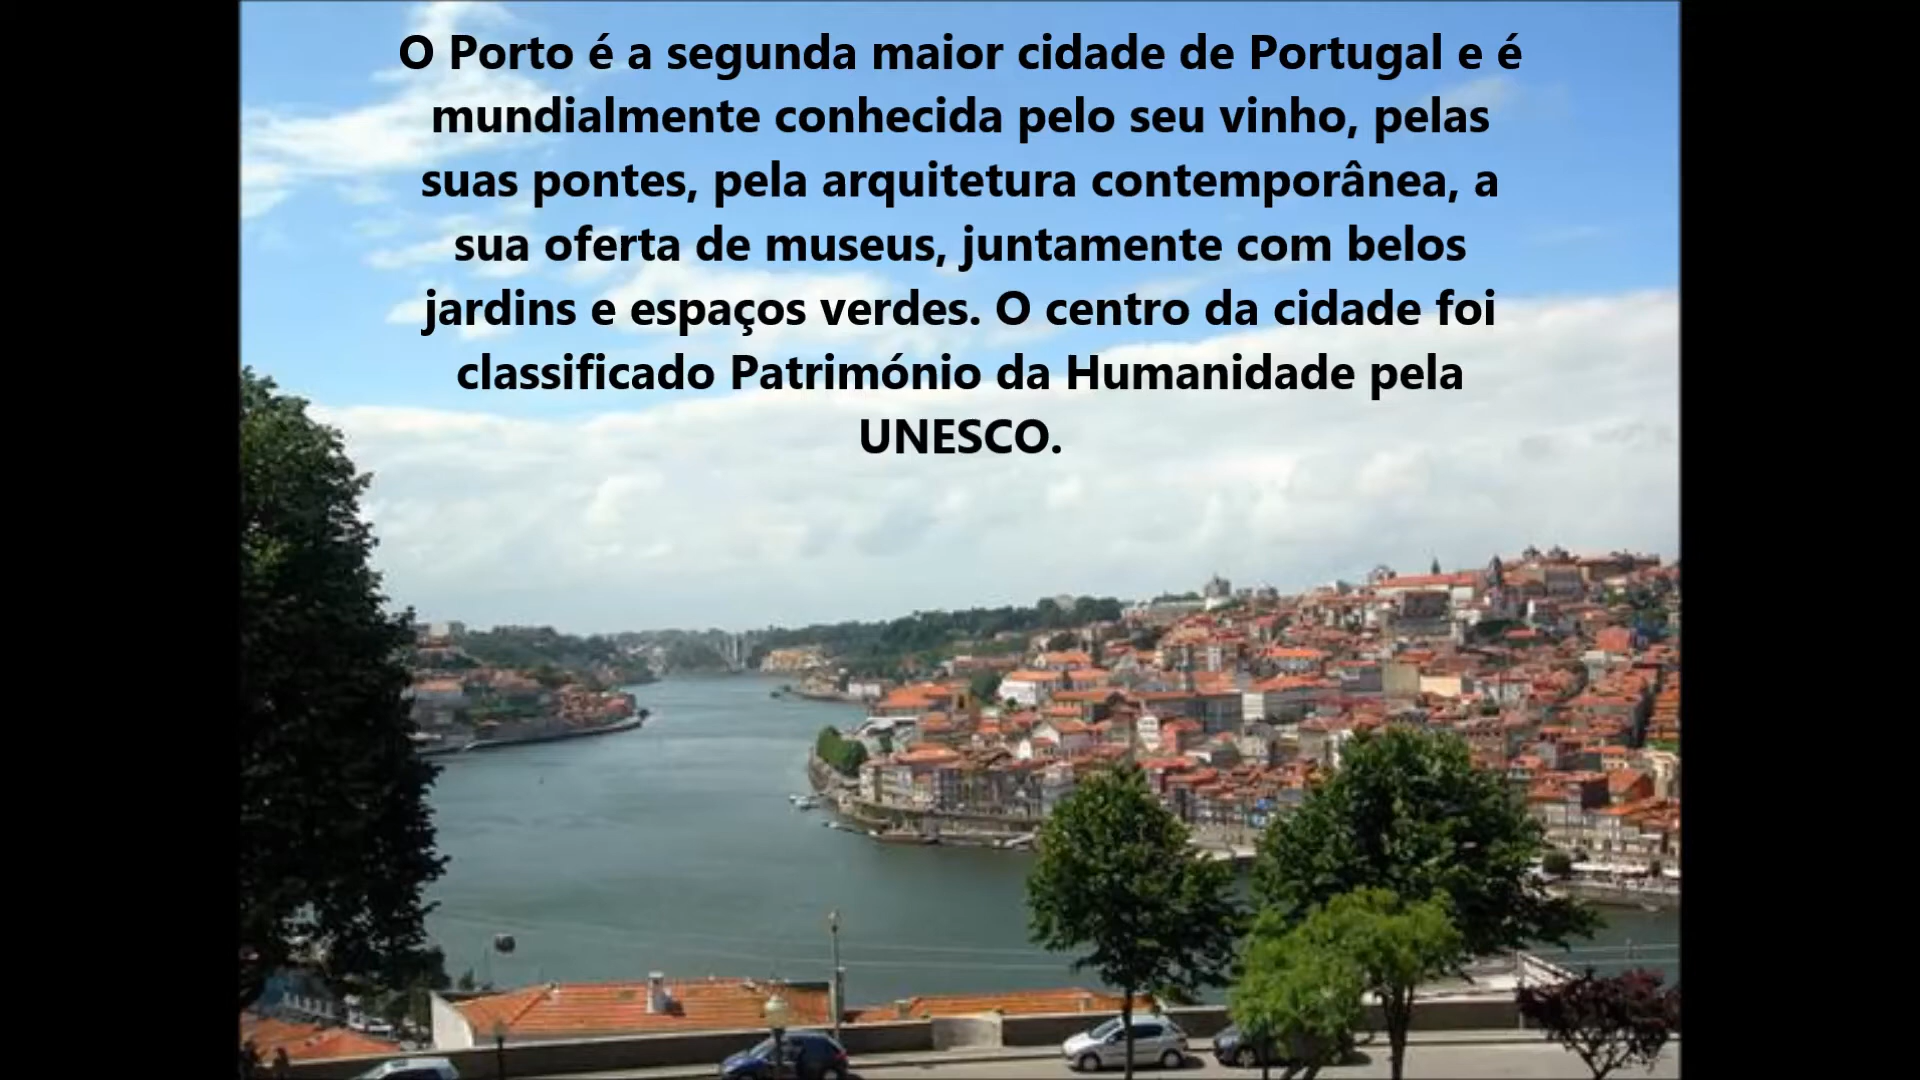 O Porto é a segunda maior cidade de Portugal e é
mundialmente conhecida pelo seu vinho, pelas
suas pontes, pela arquitetura contemporânea, a
sua oferta de museus, juntamente com belos
jardins e espaços verdes. O centro da cidade foi
classificado Património da Humanidade pela
UNESCO.